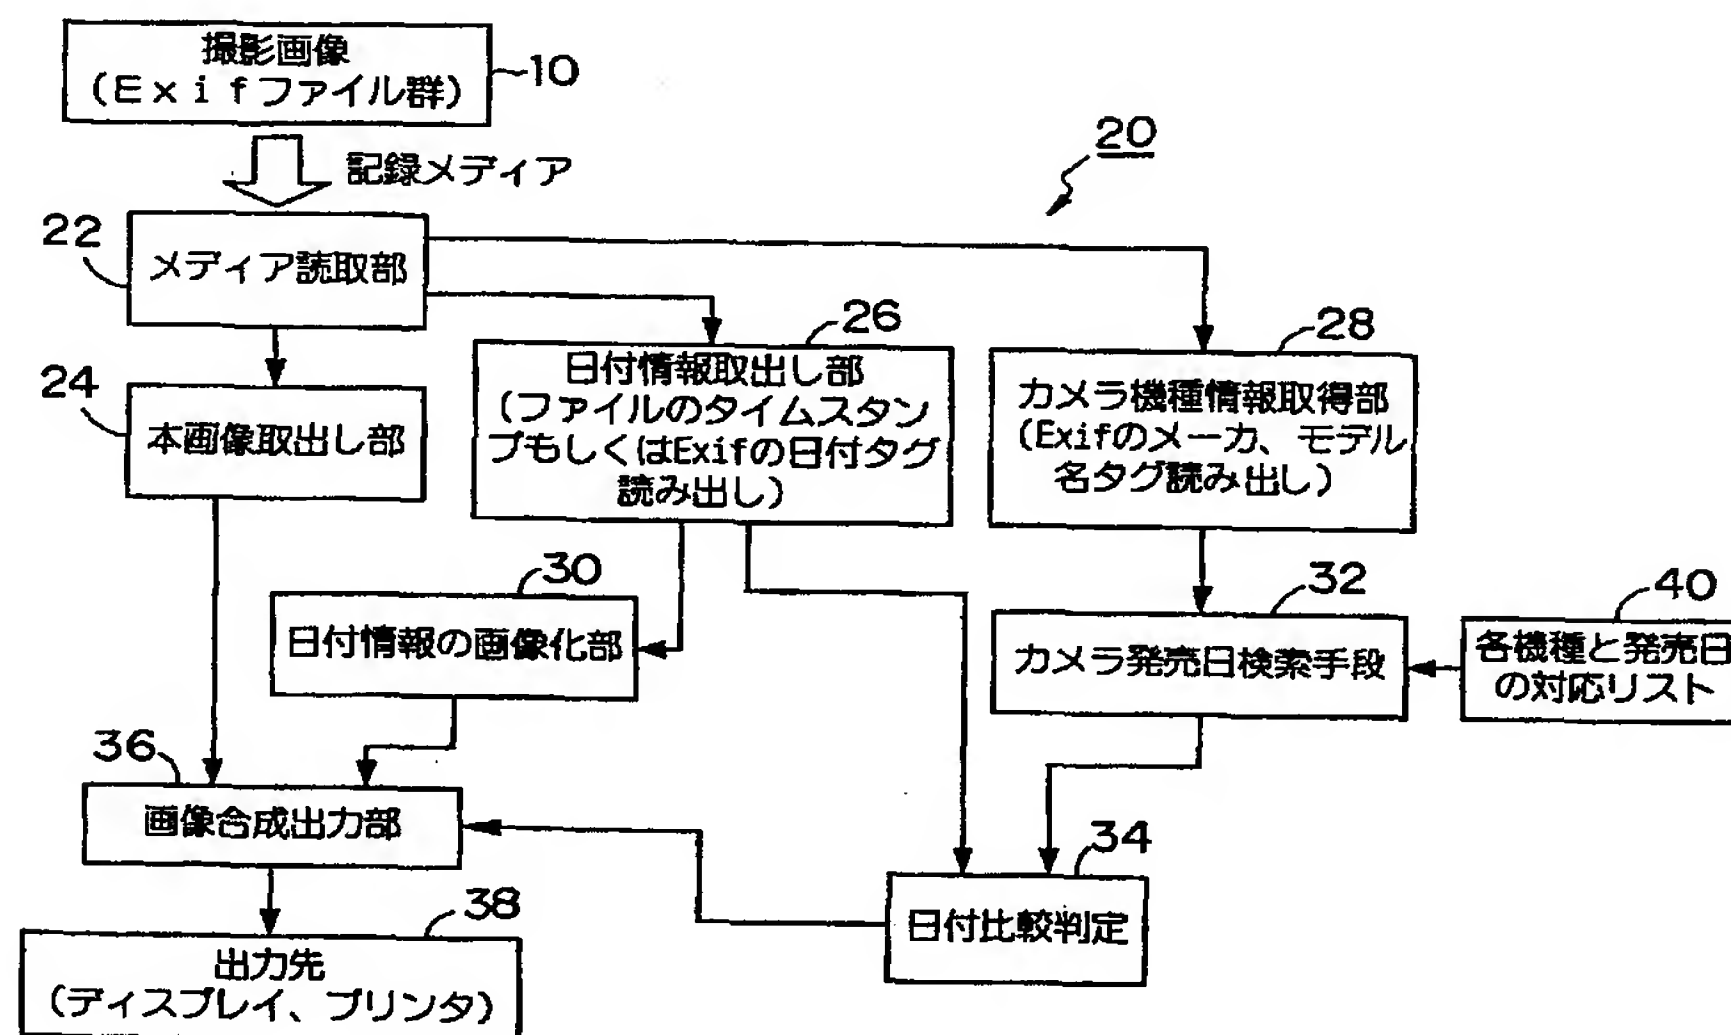 撮影画像
(Exifファイル群)
10
記録メディア
20
22
メディア読取部
26
28
24
本画像取出し部
日付情報取出し部
(ファイルのタイムスタン
プもしくはExifの日付タグ
読み出し)
カメラ機種情報取得部
(Exifのメーカ、モデル
名タグ読み出し)
30
日付情報の画像化部
32
カメラ発売日検索手段
40
各機種と発売日
の対応リスト
36
画像合成出力部
34
日付比較判定
38
出力先
(ディスプレイ、プリンタ)